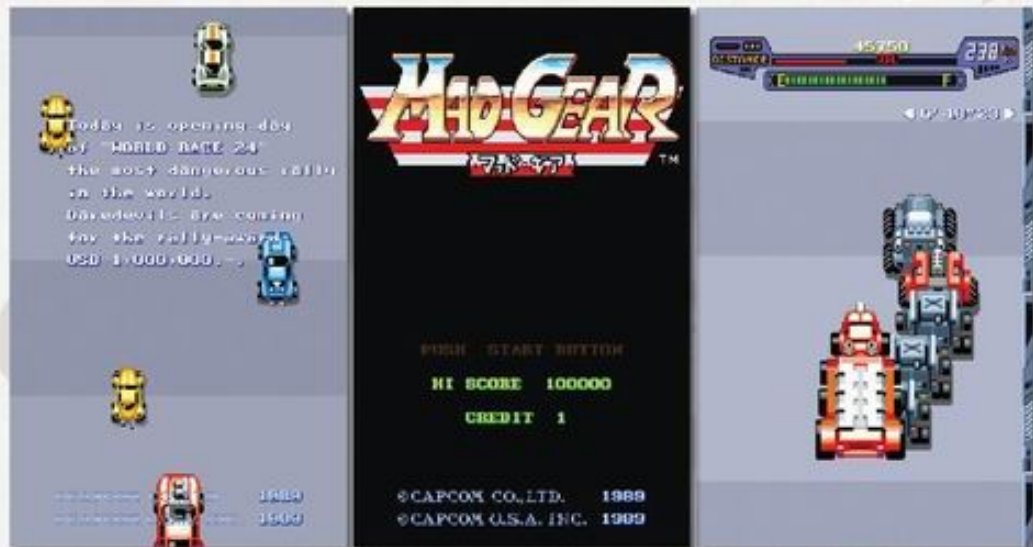 Today is opening day
of "WORLD RACE 24"
the most dangerous rally
in the world.
Daredevils are coming
for the rally-award
USD 1,000,000.-.
1989
1989
MAD GEAR
マッド・ギア
TM
PUSH START BUTTON
HI SCORE 100000
CREDIT 1
©CAPCOM CO.,LTD. 1989
©CAPCOM U.S.A. INC. 1989
45750
238
DISTANCE
E F